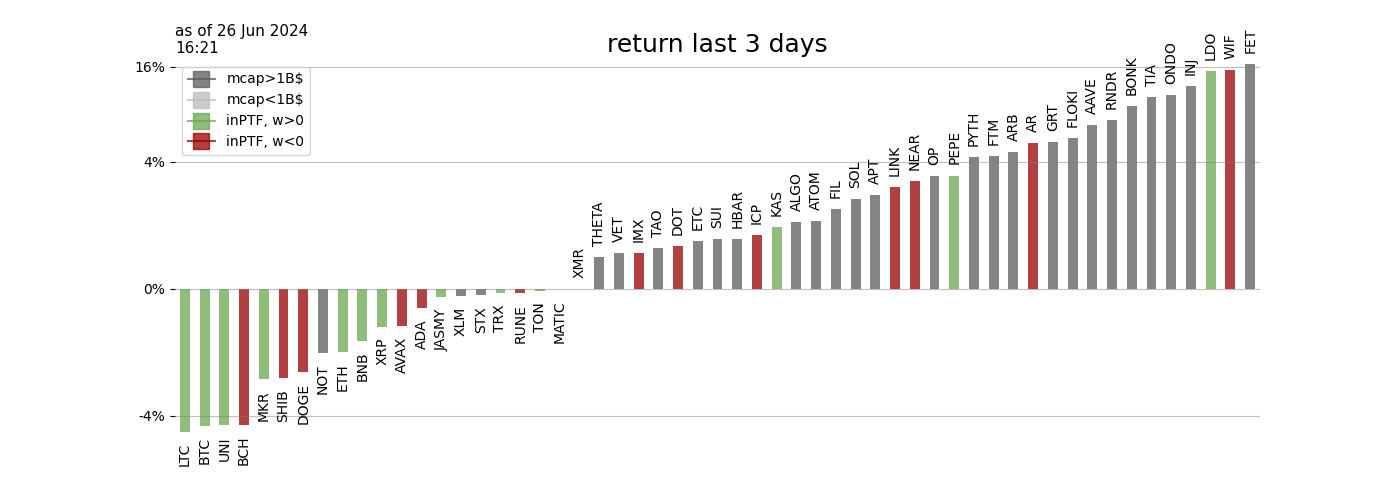 as of 26 Jun 2024
16:21
return last 3 days
16%
4%
0%
-4%
mcap>1B$
mcap<1B$
inPTF, w>0
inPTF, w<0
LTC
BTC
UNI
BCH
MKR
SHIB
DOGE
NOT
ETH
BNB
XRP
AVAX
ADA
JASMY
XLM
STX
TRX
RUNE
TON
MATIC
XMR
THETA
VET
IMX
TAO
DOT
ETC
SUI
HBAR
ICP
KAS
ALGO
ATOM
FIL
SOL
APT
LINK
NEAR
OP
PEPE
PYTH
FTM
ARB
AR
GRT
FLOKI
AAVE
RNDR
BONK
TIA
ONDO
INJ
LDO
WIF
FET